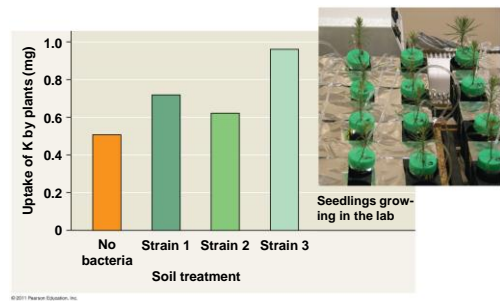 Uptake of K by plants (mg)
1.0
0.8
0.6
0.4
0.2
0
No
bacteria
Strain 1
Strain 2
Strain 3
Soil treatment
Seedlings grow-
ing in the lab
© 2011 Pearson Education, Inc.